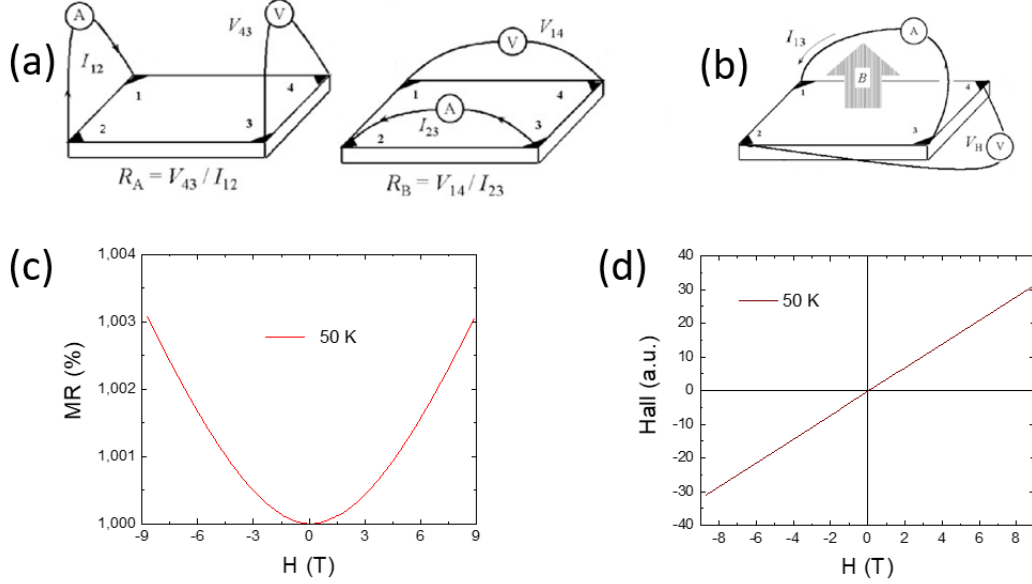 (a)
A
I12
V43
V
1
2
3
4
RA = V43 / I12
V
V14
1
4
A
I23
2
3
RB = V14 / I23
(b)
I13
A
B
1
2
3
4
VH
V
(c)
1,004
1,003
1,002
1,001
1,000
MR (%)
50 K
-9 -6 -3 0 3 6 9
H (T)
(d)
40
30
20
10
0
-10
-20
-30
-40
Hall (a.u.)
50 K
-8 -6 -4 -2 0 2 4 6 8
H (T)